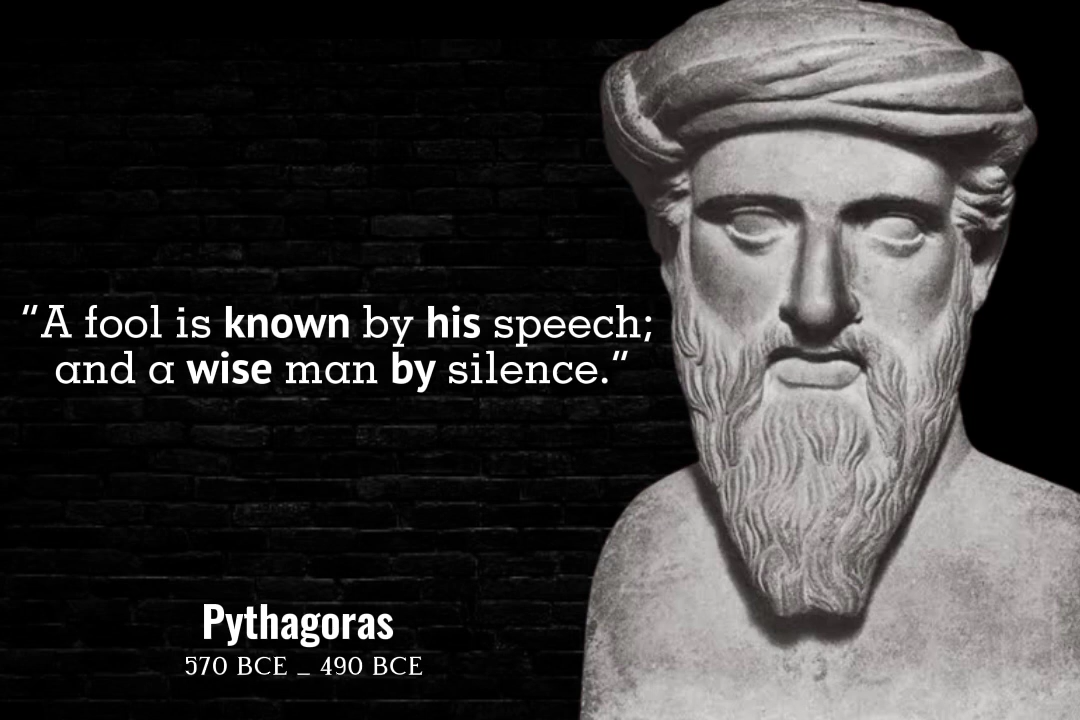 “A fool is known by his speech;
and a wise man by silence.”
Pythagoras
570 BCE _ 490 BCE